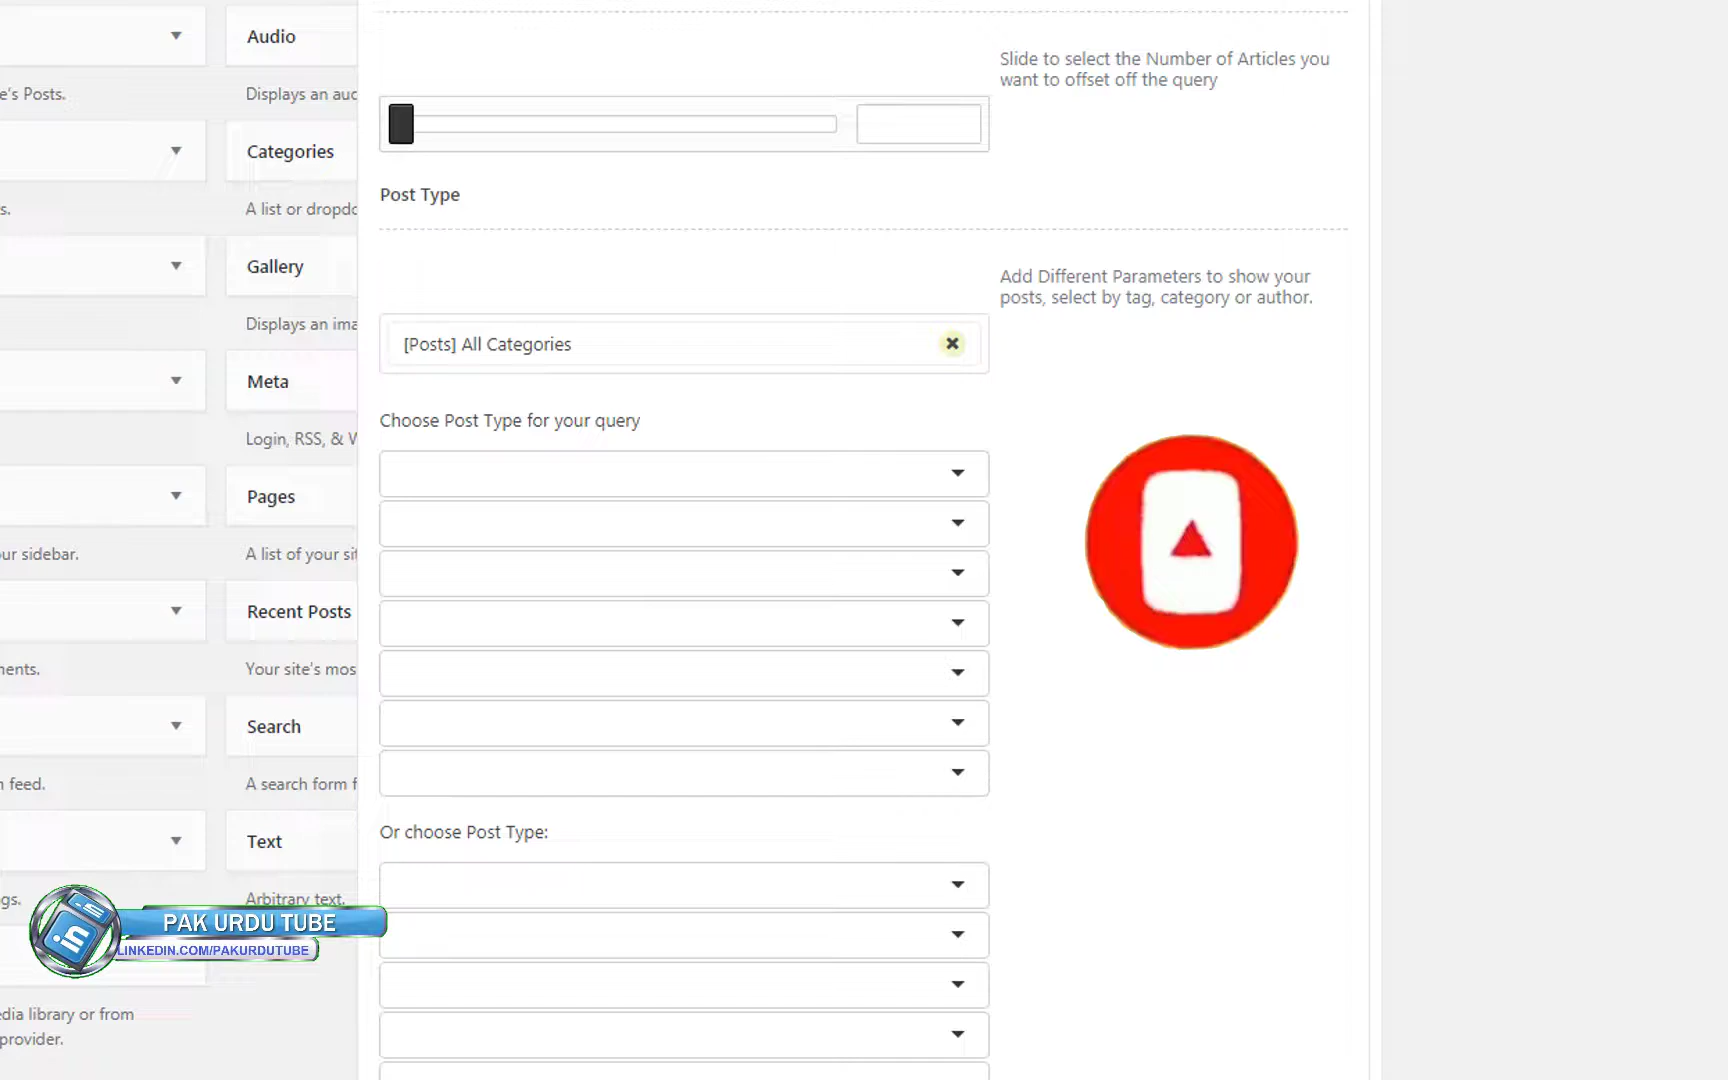 Audio
e's Posts.
Displays an aud
Categories
s.
A list or dropdo
Gallery
Displays an ima
Meta
Login, RSS, & W
Pages
ur sidebar.
A list of your sit
Recent Posts
nents.
Your site's mos
Search
n feed.
A search form f
Text
gs.
Arbitrary text.
edia library or from
provider.
Slide to select the Number of Articles you
want to offset off the query
Post Type
Add Different Parameters to show your
posts, select by tag, category or author.
[Posts] All Categories
Choose Post Type for your query
Or choose Post Type:
in
PAK URDU TUBE
LINKEDIN.COM/PAKURDUTUBE